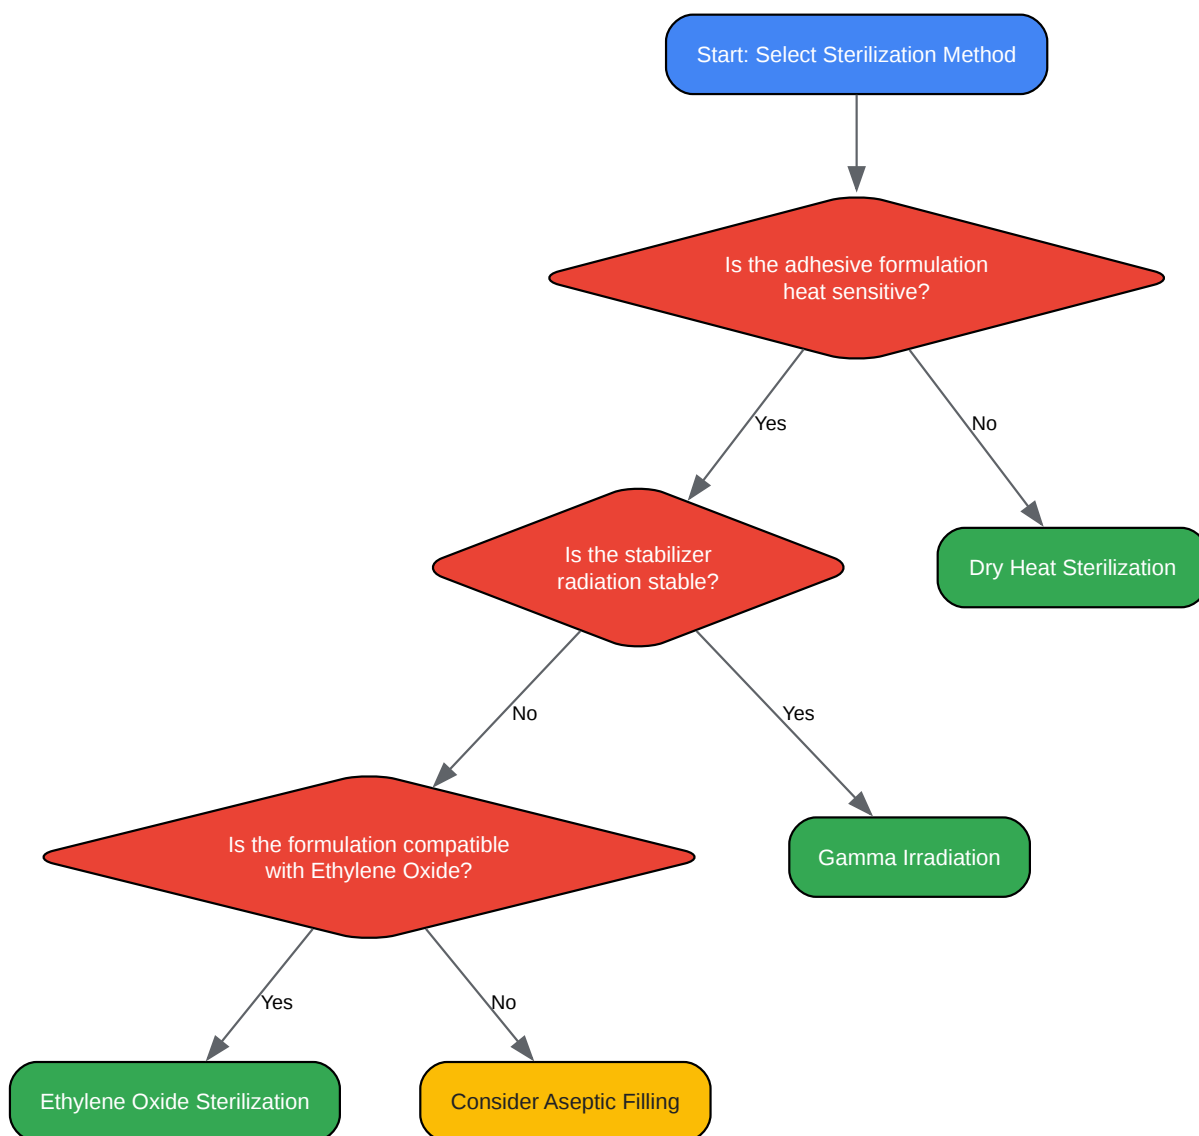 Start: Select Sterilization Method
Is the adhesive formulation
heat sensitive?
Yes
No
Is the stabilizer
radiation stable?
Dry Heat Sterilization
No
Yes
Is the formulation compatible
with Ethylene Oxide?
Gamma Irradiation
Yes
No
Ethylene Oxide Sterilization
Consider Aseptic Filling